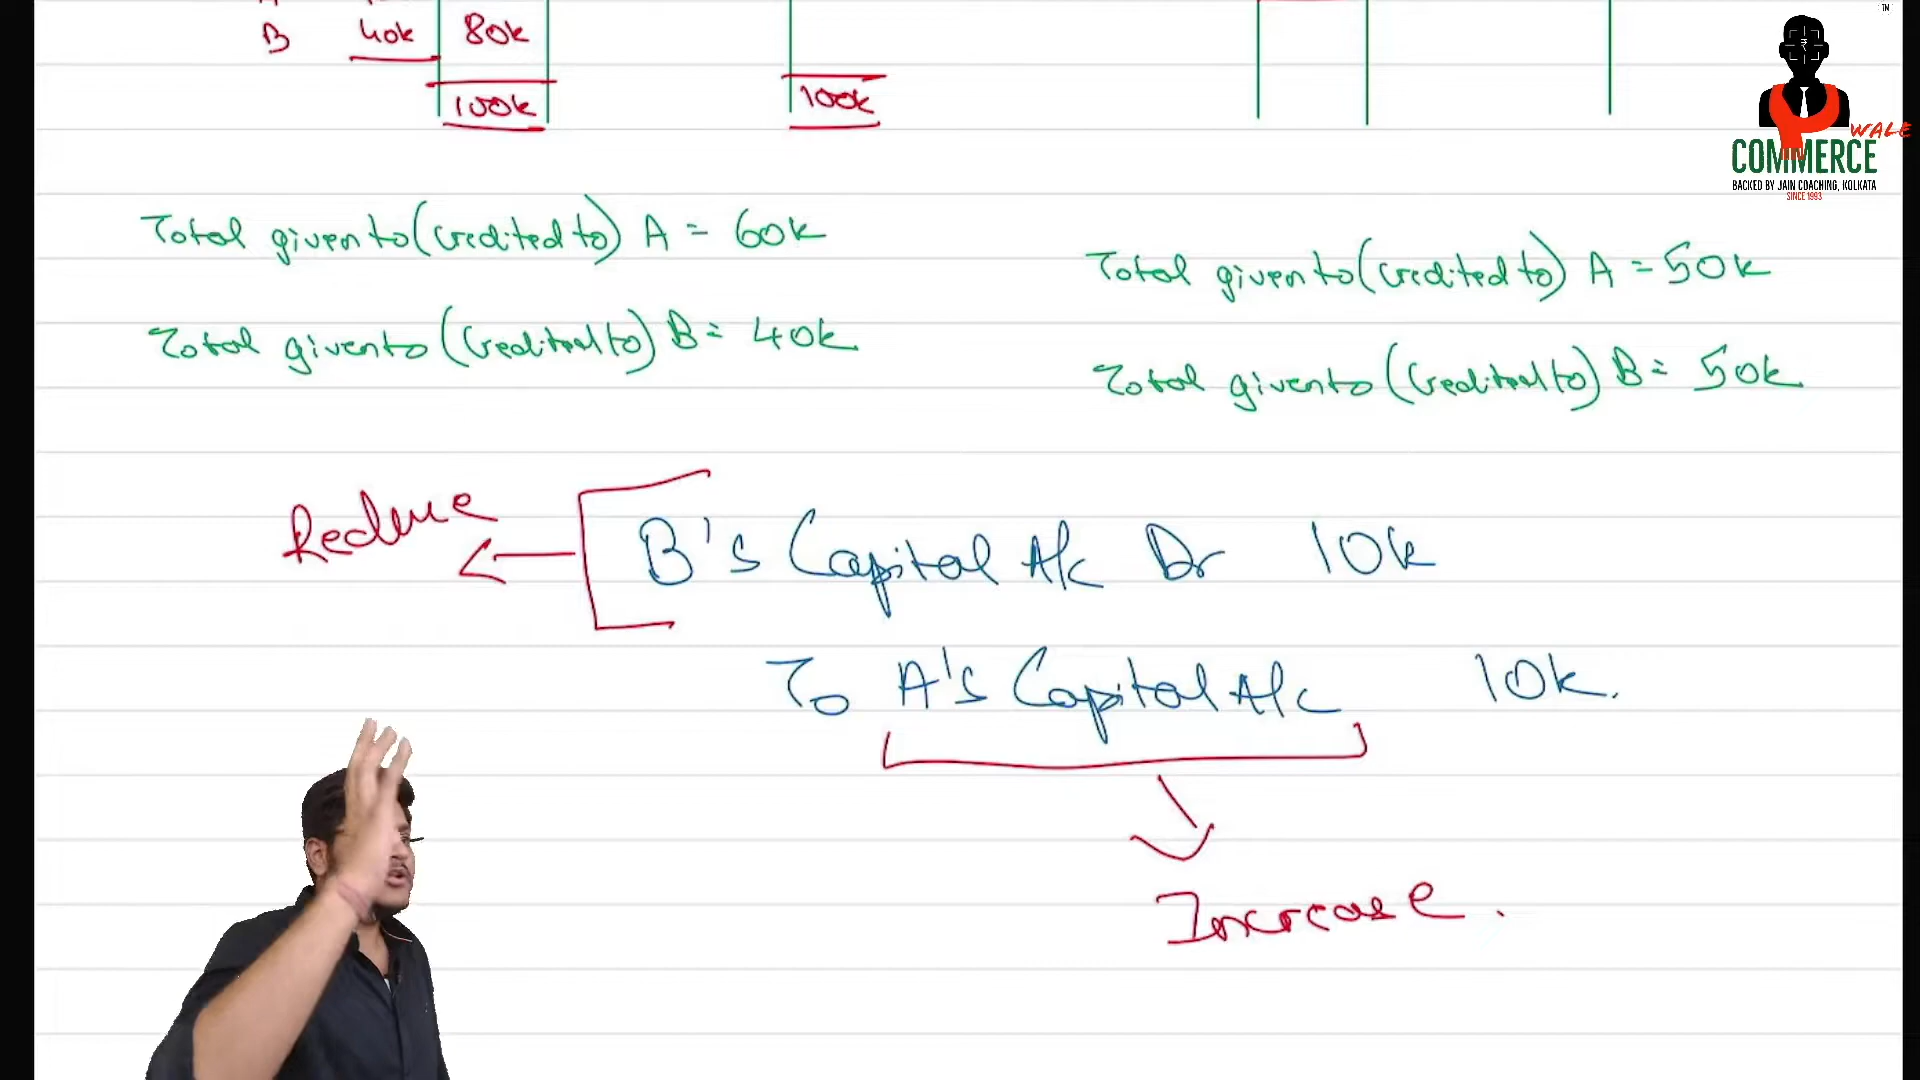 B 40k 80k
100k 100k
TM
WALE
COMMERCE
BACKED BY JAIN COACHING, KOLKATA
SINCE 1993
Total given to (credited to) A = 60k
Total given to (credited to) B = 40k
Total given to (credited to) A = 50k
Total given to (credited to) B = 50k
Reduce
B's Capital A/c Dr 10k
To A's Capital A/c 10k.
Increase.